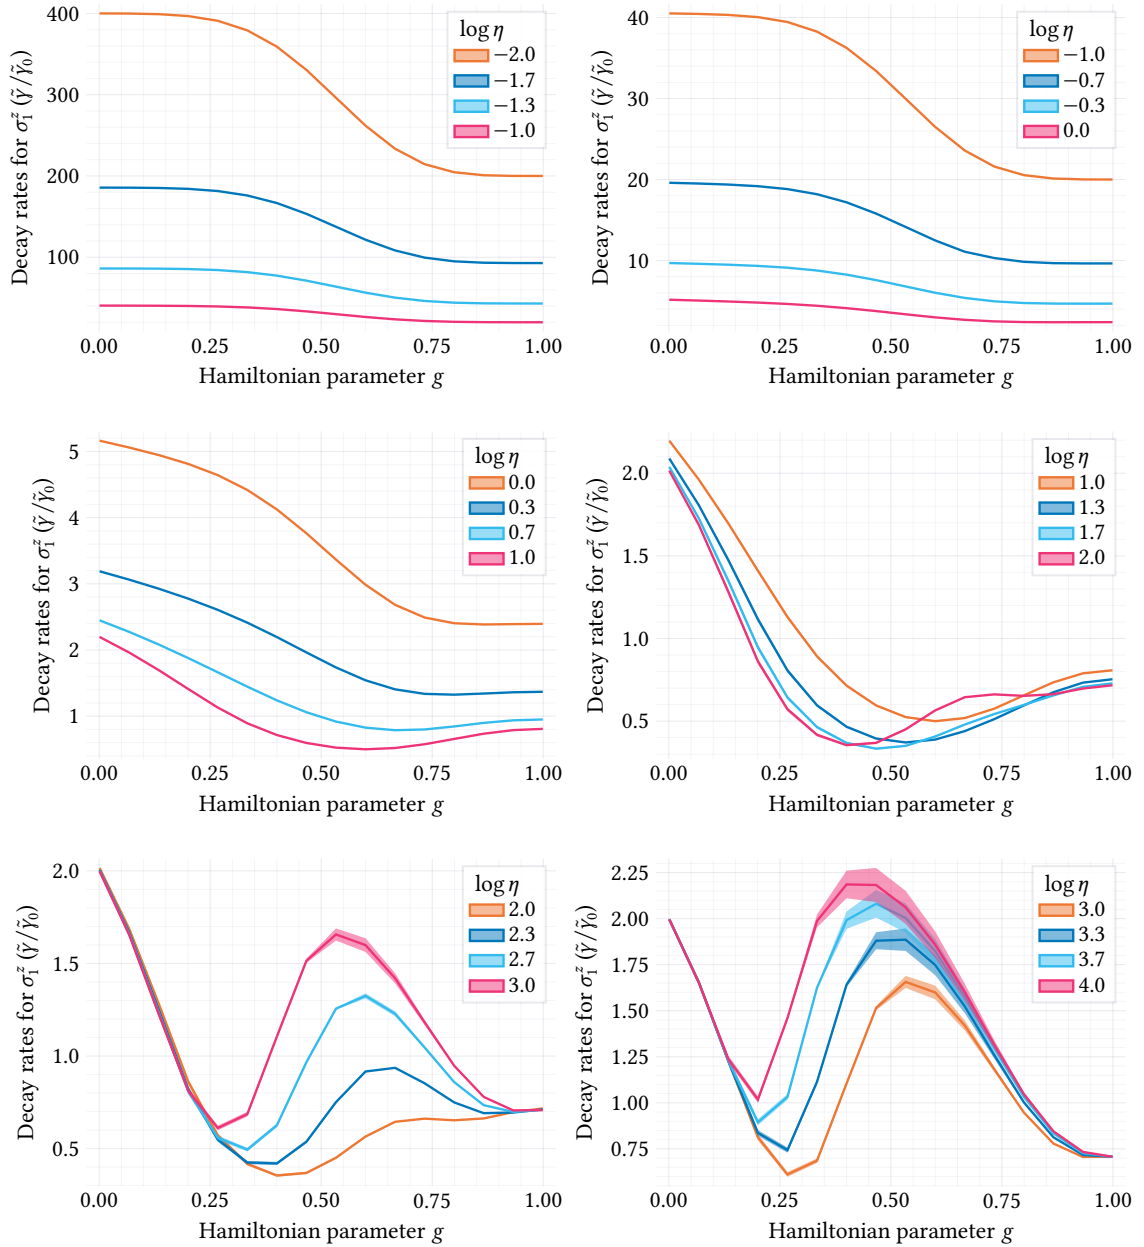 Decay rates for σ₁ᶻ (γ̃/γ̃₀)
400
300
200
100
log η
−2.0
−1.7
−1.3
−1.0
0.00 0.25 0.50 0.75 1.00
Hamiltonian parameter g
Decay rates for σ₁ᶻ (γ̃/γ̃₀)
40
30
20
10
log η
−1.0
−0.7
−0.3
0.0
0.00 0.25 0.50 0.75 1.00
Hamiltonian parameter g
Decay rates for σ₁ᶻ (γ̃/γ̃₀)
5
4
3
2
1
log η
0.0
0.3
0.7
1.0
0.00 0.25 0.50 0.75 1.00
Hamiltonian parameter g
Decay rates for σ₁ᶻ (γ̃/γ̃₀)
2.0
1.5
1.0
0.5
log η
1.0
1.3
1.7
2.0
0.00 0.25 0.50 0.75 1.00
Hamiltonian parameter g
Decay rates for σ₁ᶻ (γ̃/γ̃₀)
2.0
1.5
1.0
0.5
log η
2.0
2.3
2.7
3.0
0.00 0.25 0.50 0.75 1.00
Hamiltonian parameter g
Decay rates for σ₁ᶻ (γ̃/γ̃₀)
2.25
2.00
1.75
1.50
1.25
1.00
0.75
log η
3.0
3.3
3.7
4.0
0.00 0.25 0.50 0.75 1.00
Hamiltonian parameter g